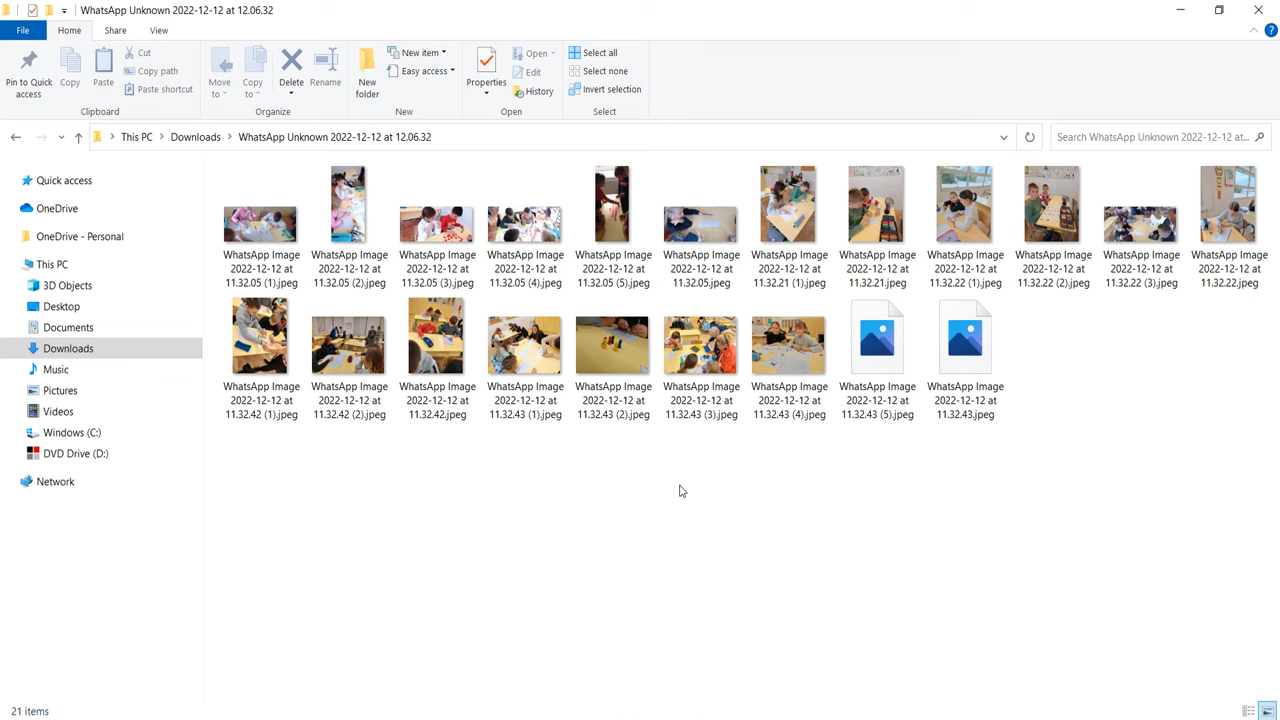 WhatsApp Unknown 2022-12-12 at 12.06.32
File
Home
Share
View
Pin to Quick
access
Copy
Paste
Cut
Copy path
Paste shortcut
Move
to
Copy
to
Delete
Rename
New
folder
New item
Easy access
Properties
Open
Edit
History
Select all
Select none
Invert selection
Clipboard
Organize
New
Open
Select
This PC
Downloads
WhatsApp Unknown 2022-12-12 at 12.06.32
Search WhatsApp Unknown 2022-12-12 at...
Quick access
OneDrive
OneDrive - Personal
This PC
3D Objects
Desktop
Documents
Downloads
Music
Pictures
Videos
Windows (C:)
DVD Drive (D:)
Network
WhatsApp Image
2022-12-12 at
11.32.05 (1).jpeg
WhatsApp Image
2022-12-12 at
11.32.05 (2).jpeg
WhatsApp Image
2022-12-12 at
11.32.05 (3).jpeg
WhatsApp Image
2022-12-12 at
11.32.05 (4).jpeg
WhatsApp Image
2022-12-12 at
11.32.05 (5).jpeg
WhatsApp Image
2022-12-12 at
11.32.05.jpeg
WhatsApp Image
2022-12-12 at
11.32.21 (1).jpeg
WhatsApp Image
2022-12-12 at
11.32.21.jpeg
WhatsApp Image
2022-12-12 at
11.32.22 (1).jpeg
WhatsApp Image
2022-12-12 at
11.32.22 (2).jpeg
WhatsApp Image
2022-12-12 at
11.32.22 (3).jpeg
WhatsApp Image
2022-12-12 at
11.32.22.jpeg
WhatsApp Image
2022-12-12 at
11.32.42 (1).jpeg
WhatsApp Image
2022-12-12 at
11.32.42 (2).jpeg
WhatsApp Image
2022-12-12 at
11.32.42.jpeg
WhatsApp Image
2022-12-12 at
11.32.43 (1).jpeg
WhatsApp Image
2022-12-12 at
11.32.43 (2).jpeg
WhatsApp Image
2022-12-12 at
11.32.43 (3).jpeg
WhatsApp Image
2022-12-12 at
11.32.43 (4).jpeg
WhatsApp Image
2022-12-12 at
11.32.43 (5).jpeg
WhatsApp Image
2022-12-12 at
11.32.43.jpeg
21 items